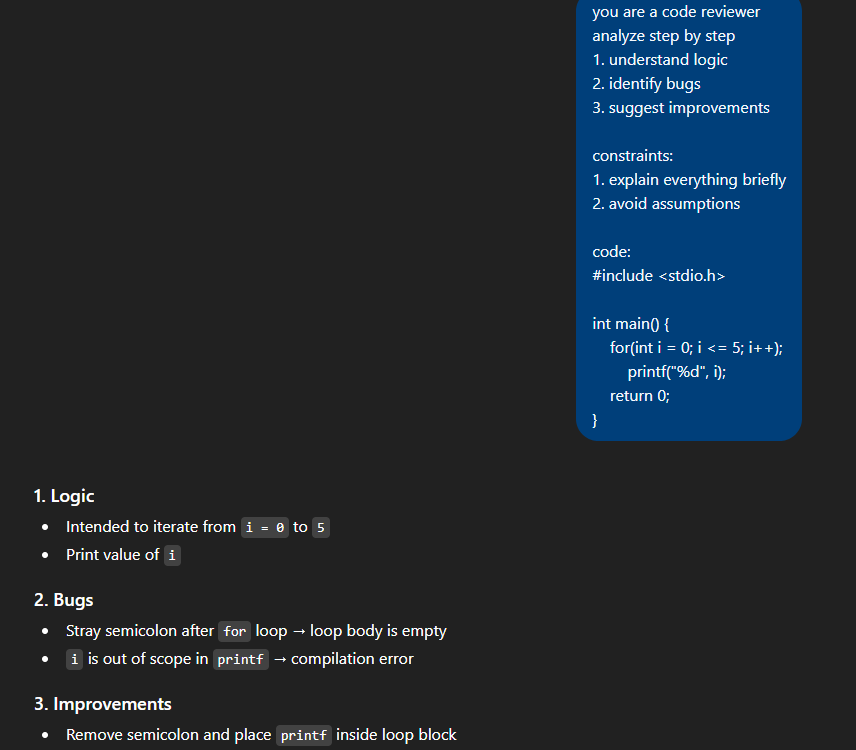 you are a code reviewer
analyze step by step
1. understand logic
2. identify bugs
3. suggest improvements
constraints:
1. explain everything briefly
2. avoid assumptions
code:
#include <stdio.h>
int main() {
for(int i = 0; i <= 5; i++);
printf("%d", i);
return 0;
}
1. Logic
• Intended to iterate from i = 0 to 5
• Print value of i
2. Bugs
• Stray semicolon after for loop → loop body is empty
• i is out of scope in printf → compilation error
3. Improvements
• Remove semicolon and place printf inside loop block